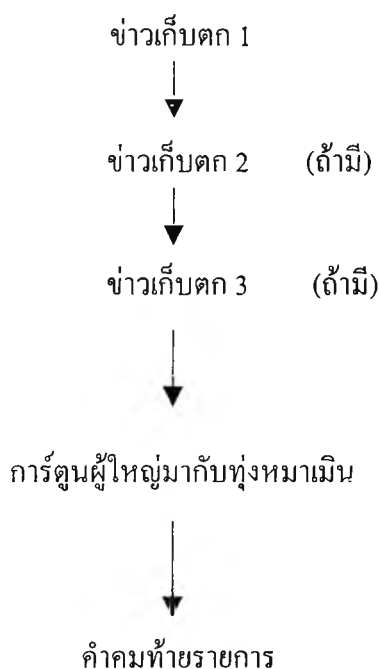 ข่าวเก็บตก 1
ข่าวเก็บตก 2 (ถ้ามี)
ข่าวเก็บตก 3 (ถ้ามี)
การ์ตูนผู้ใหญ่มากับทุ่งหมาเมิน
คำคมท้ายรายการ